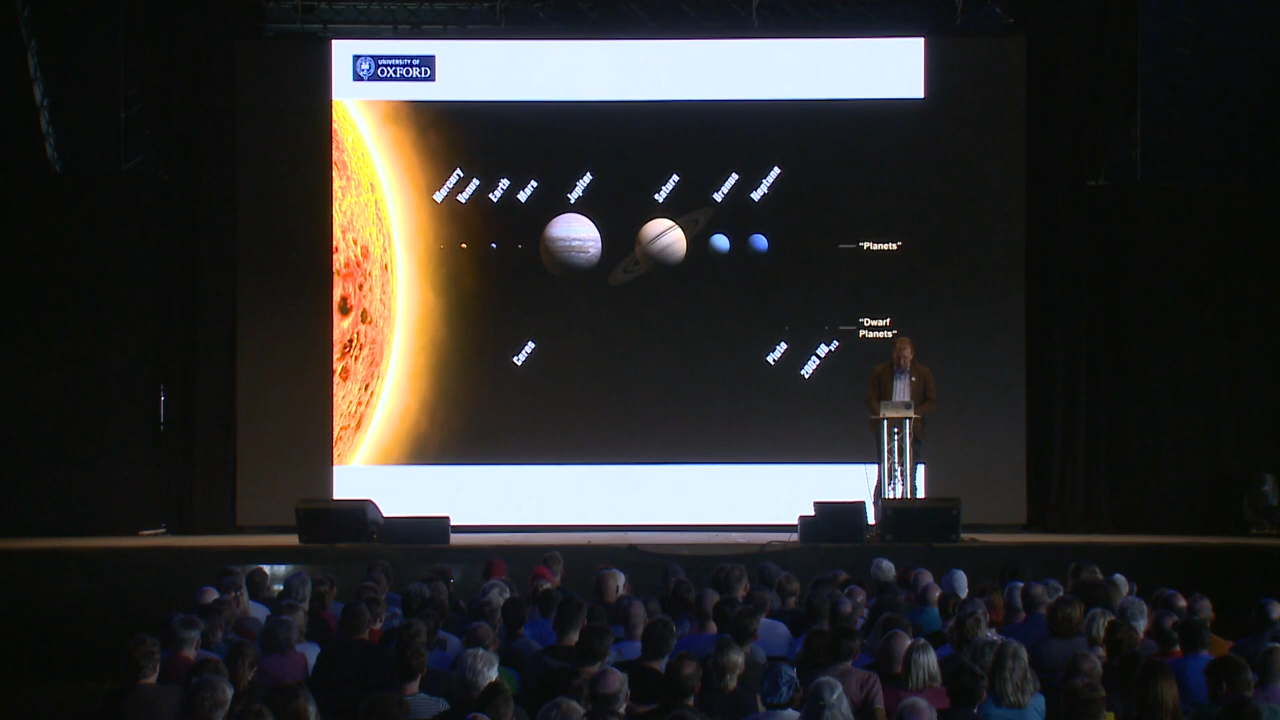 UNIVERSITY OF
OXFORD
Mercury
Venus
Earth
Mars
Jupiter
Saturn
Uranus
Neptune
"Planets"
"Dwarf
Planets"
Ceres
Pluto
2003 UB313